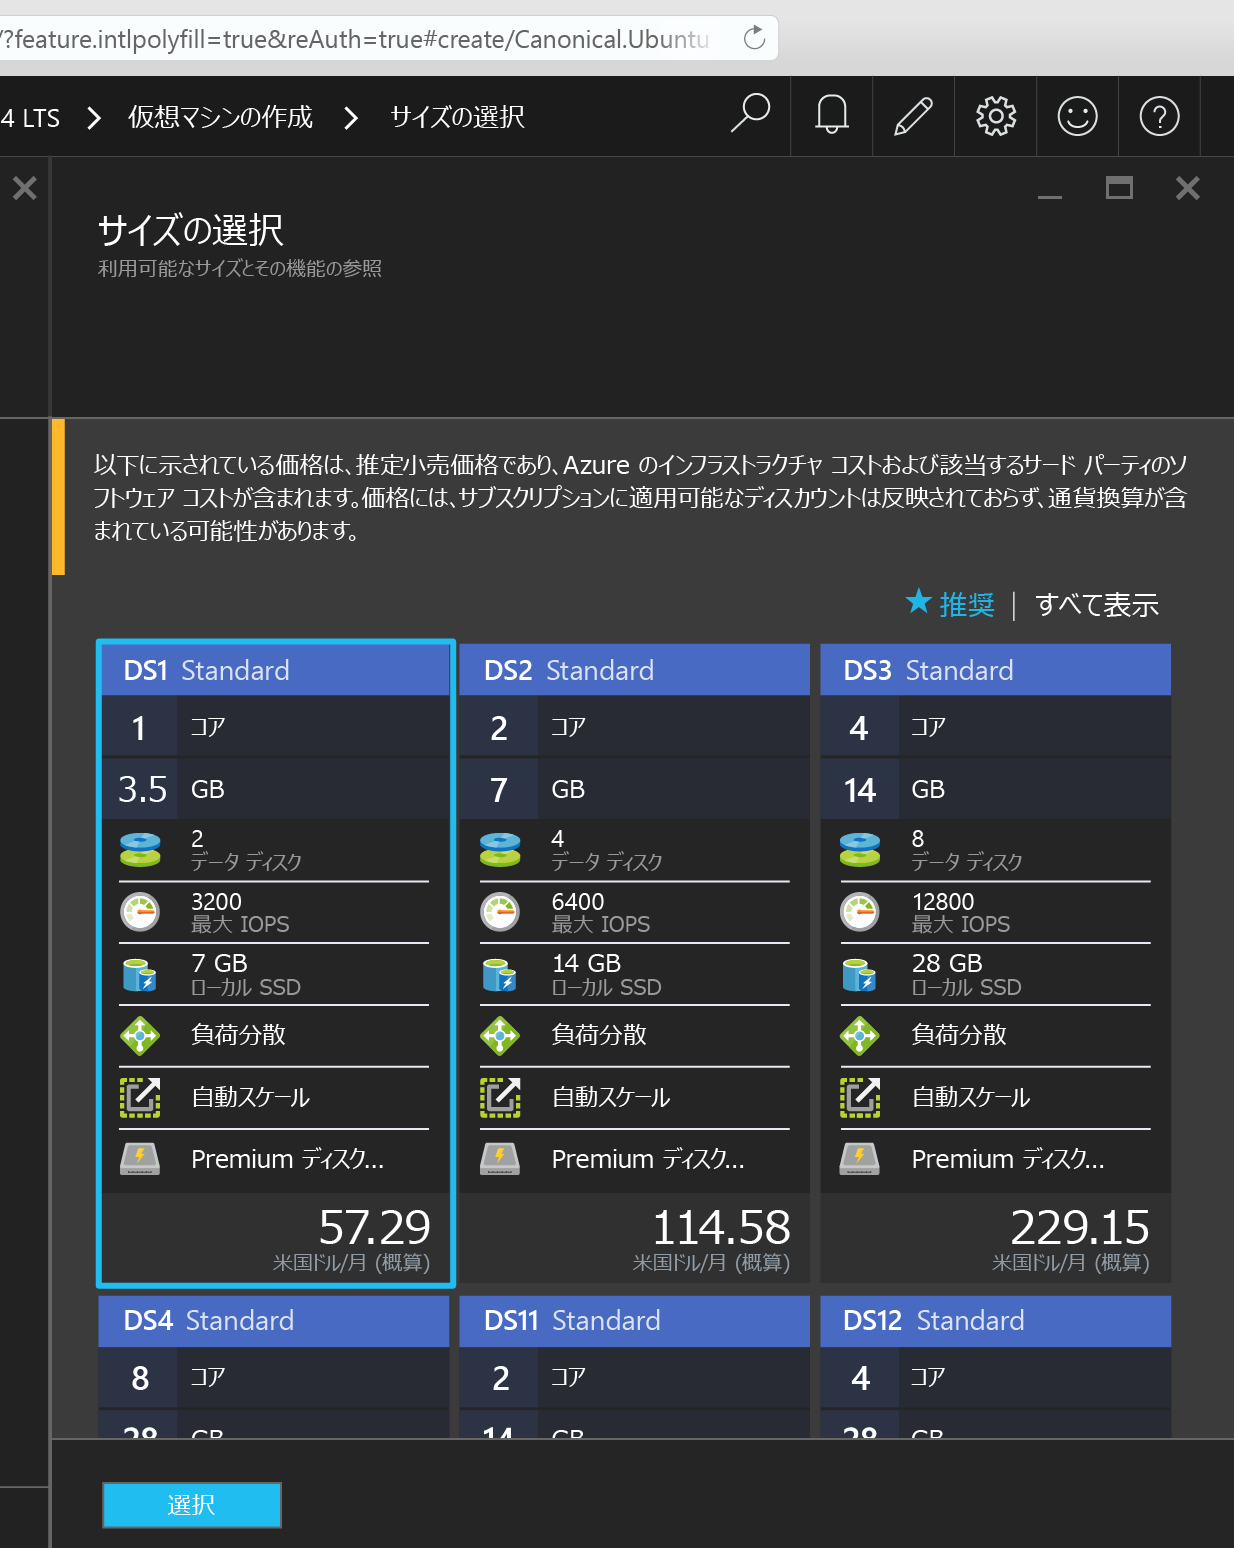 /?feature.intlpolyfill=true&reAuth=true#create/Canonical.Ubuntu
4 LTS > 仮想マシンの作成 > サイズの選択
サイズの選択
利用可能なサイズとその機能の参照
以下に示されている価格は、推定小売価格であり、Azure のインフラストラクチャ コストおよび該当するサード パーティのソ
フトウェア コストが含まれます。価格には、サブスクリプションに適用可能なディスカウントは反映されておらず、通貨換算が含
まれている可能性があります。
★ 推奨 | すべて表示
DS1 Standard
1 コア
3.5 GB
2
データ ディスク
3200
最大 IOPS
7 GB
ローカル SSD
負荷分散
自動スケール
Premium ディスク...
57.29
米国ドル/月 (概算)
DS2 Standard
2 コア
7 GB
4
データ ディスク
6400
最大 IOPS
14 GB
ローカル SSD
負荷分散
自動スケール
Premium ディスク...
114.58
米国ドル/月 (概算)
DS3 Standard
4 コア
14 GB
8
データ ディスク
12800
最大 IOPS
28 GB
ローカル SSD
負荷分散
自動スケール
Premium ディスク...
229.15
米国ドル/月 (概算)
DS4 Standard
8 コア
28 GB
DS11 Standard
2 コア
14 GB
DS12 Standard
4 コア
28 GB
選択